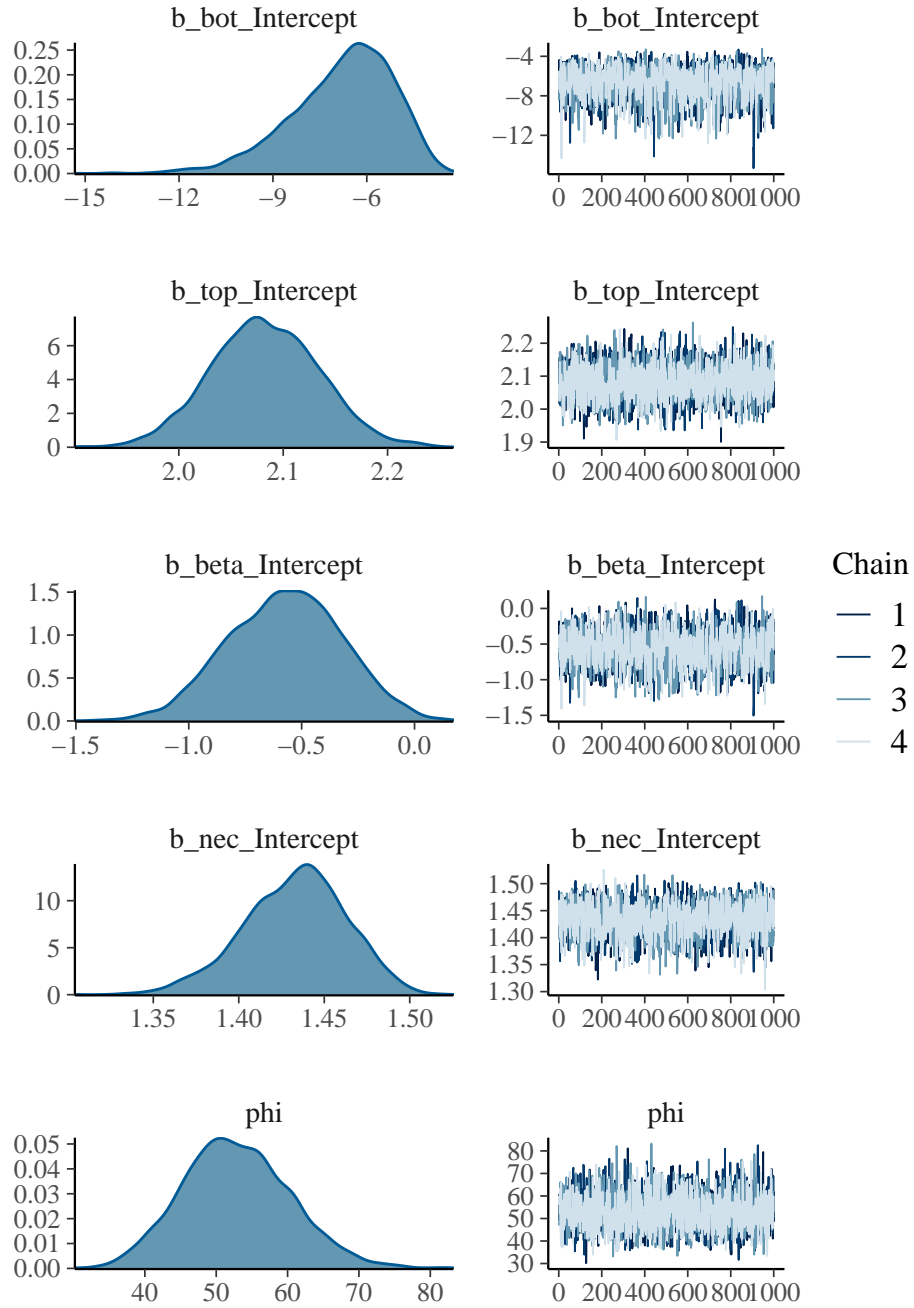 b_bot_Intercept
0.25
0.20
0.15
0.10
0.05
0.00
−15 −12 −9 −6
b_bot_Intercept
−4
−8
−12
0 200 400 600 800 1000
b_top_Intercept
6
4
2
0
2.0 2.1 2.2
b_top_Intercept
2.2
2.1
2.0
1.9
0 200 400 600 800 1000
b_beta_Intercept
1.5
1.0
0.5
0.0
−1.5 −1.0 −0.5 0.0
b_beta_Intercept
0.0
−0.5
−1.0
−1.5
0 200 400 600 800 1000
b_nec_Intercept
10
5
0
1.35 1.40 1.45 1.50
b_nec_Intercept
1.50
1.45
1.40
1.35
1.30
0 200 400 600 800 1000
phi
0.05
0.04
0.03
0.02
0.01
0.00
40 50 60 70 80
phi
80
70
60
50
40
30
0 200 400 600 800 1000
Chain
1
2
3
4